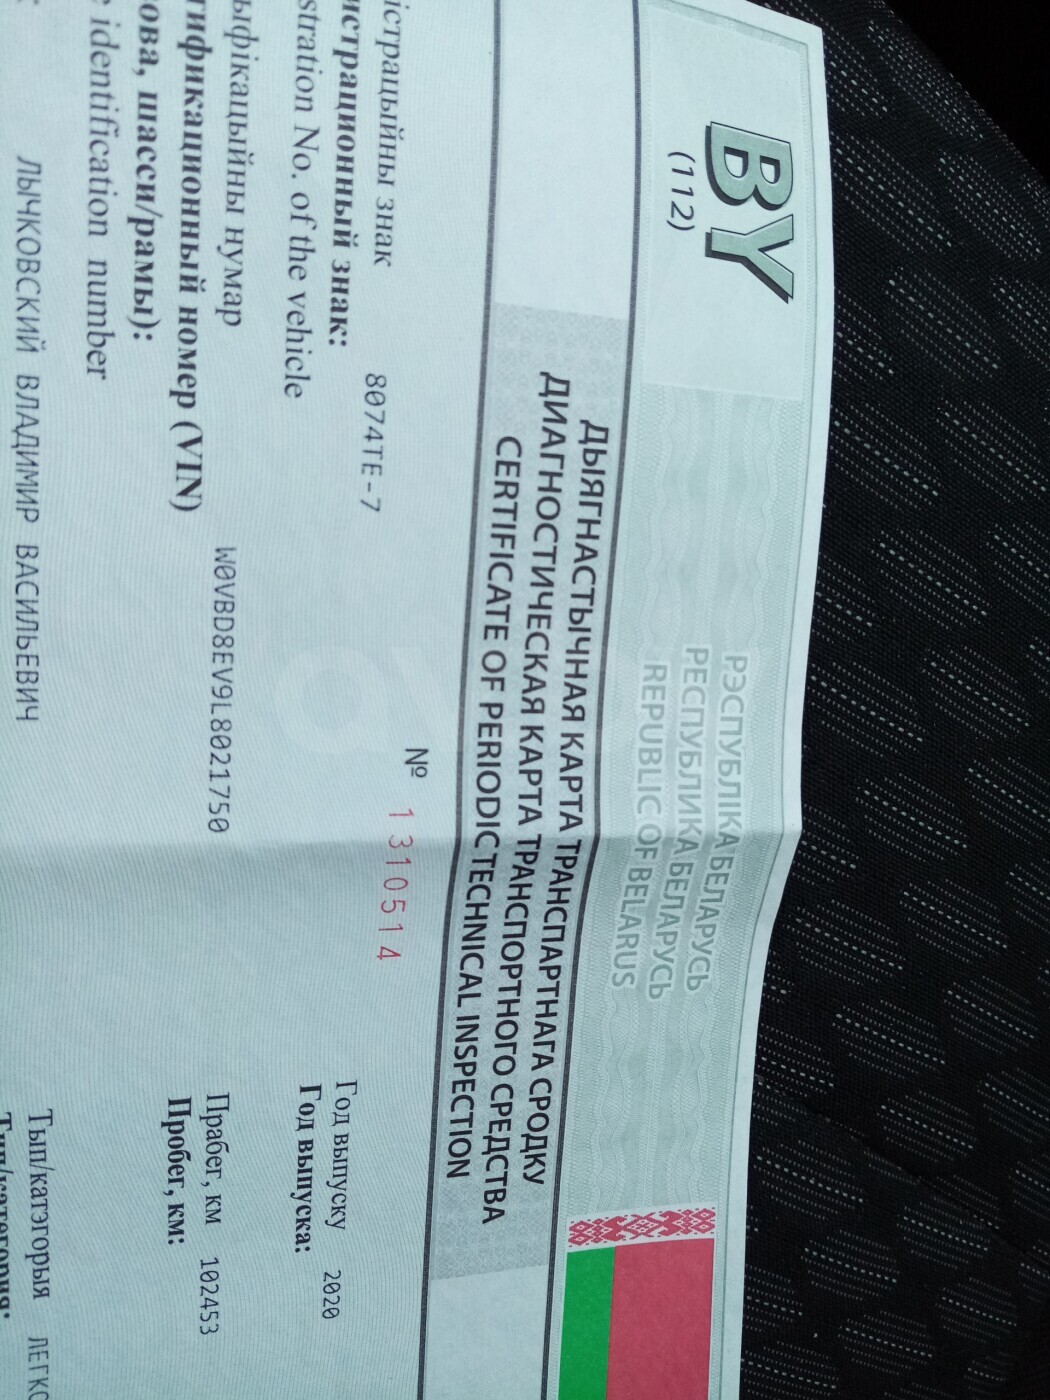 BY
(112)
РЭСПУБЛІКА БЕЛАРУСЬ
РЕСПУБЛИКА БЕЛАРУСЬ
REPUBLIC OF BELARUS
ДЫЯГНАСТЫЧНАЯ КАРТА ТРАНСПАРТНАГА СРОДКУ
ДИАГНОСТИЧЕСКАЯ КАРТА ТРАНСПОРТНОГО СРЕДСТВА
CERTIFICATE OF PERIODIC TECHNICAL INSPECTION
№ 1310514
істрацыйны знак
истрационный знак: 8074TE-7
stration No. of the vehicle
Год выпуску 2020
Год выпуска:
ыфікацыйны нумар
тификационный номер (VIN) W0VBD8EV9L8021750
ова, шасси/рамы):
identification number
Прабег, км 102453
Пробег, км:
ЛЫЧКОВСКИЙ ВЛАДИМИР ВАСИЛЬЕВИЧ
Тып/катэгорыя ЛЕГКО